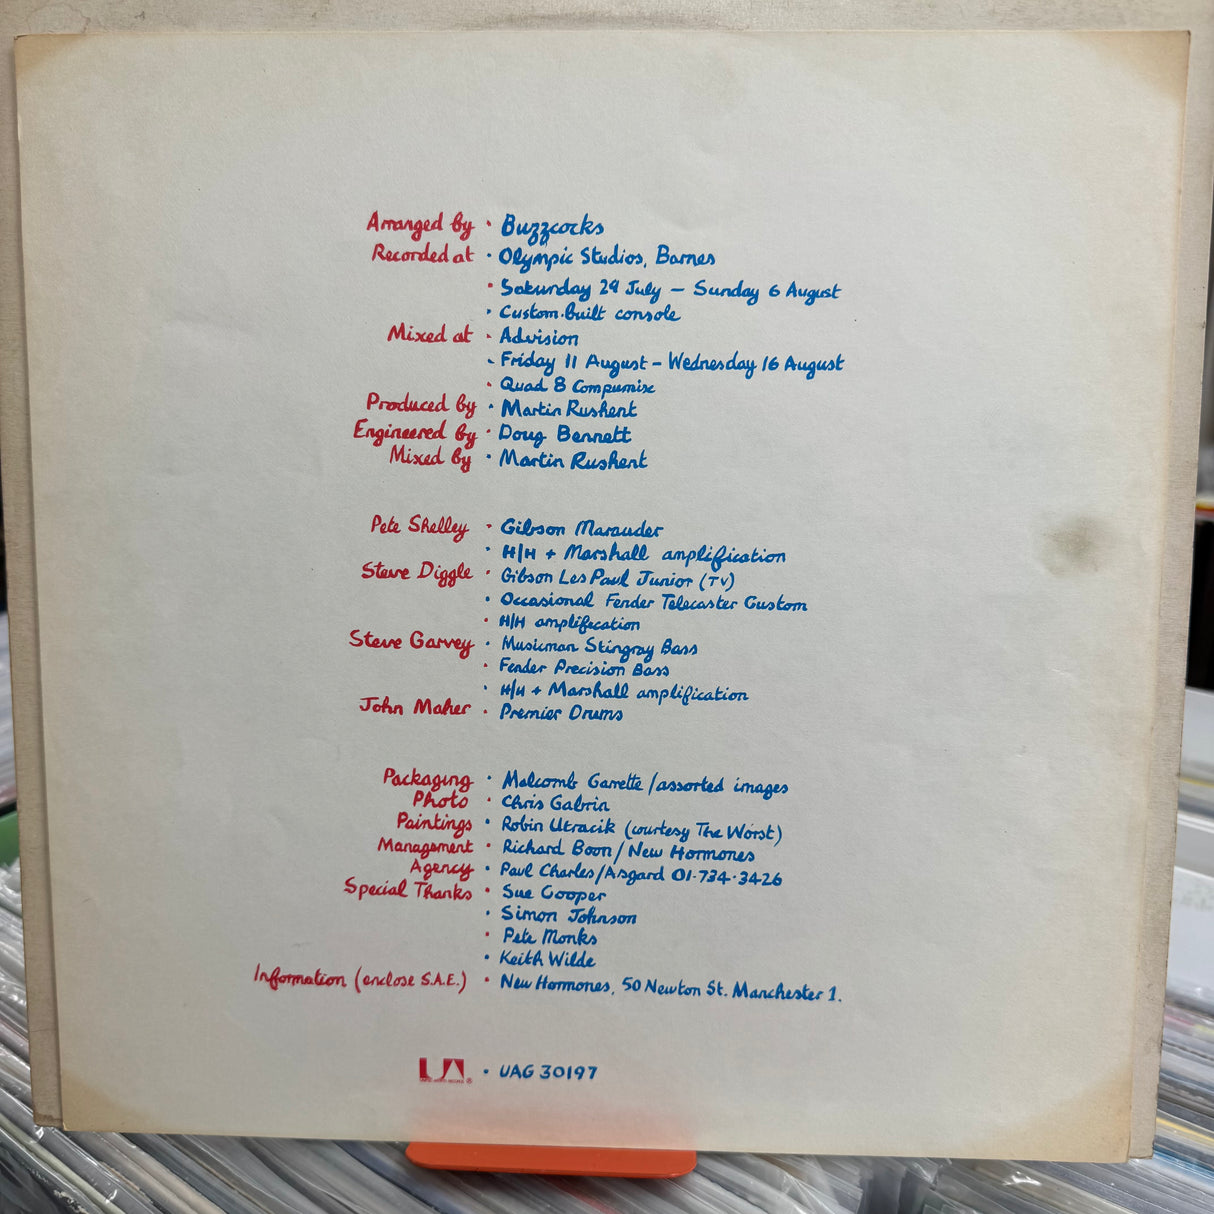 Arranged by · Buzzcocks
Recorded at · Olympic Studios, Barnes
· Saturday 29 July – Sunday 6 August
· Custom·built console
Mixed at · Advision
· Friday 11 August – Wednesday 16 August
· Quad 8 Compumix
Produced by · Martin Rushent
Engineered by · Doug Bennett
Mixed by · Martin Rushent
Pete Shelley · Gibson Marauder
· H/H + Marshall amplification
Steve Diggle · Gibson Les Paul Junior (TV)
· Occasional Fender Telecaster Custom
· H/H amplification
Steve Garvey · Musicman Stingray Bass
· Fender Precision Bass
· H/H + Marshall amplification
John Maher · Premier Drums
Packaging · Malcomb Garrette/assorted images
Photo · Chris Gabrin
Paintings · Robin Utracik (courtesy The Worst)
Management · Richard Boon/New Hormones
Agency · Paul Charles/Asgard 01·734·3426
Special Thanks · Sue Cooper
· Simon Johnson
· Pete Monks
· Keith Wilde
Information (enclose S.A.E.) · New Hormones, 50 Newton St. Manchester 1.
UA ® · UAG 30197
UNITED ARTISTS RECORDS